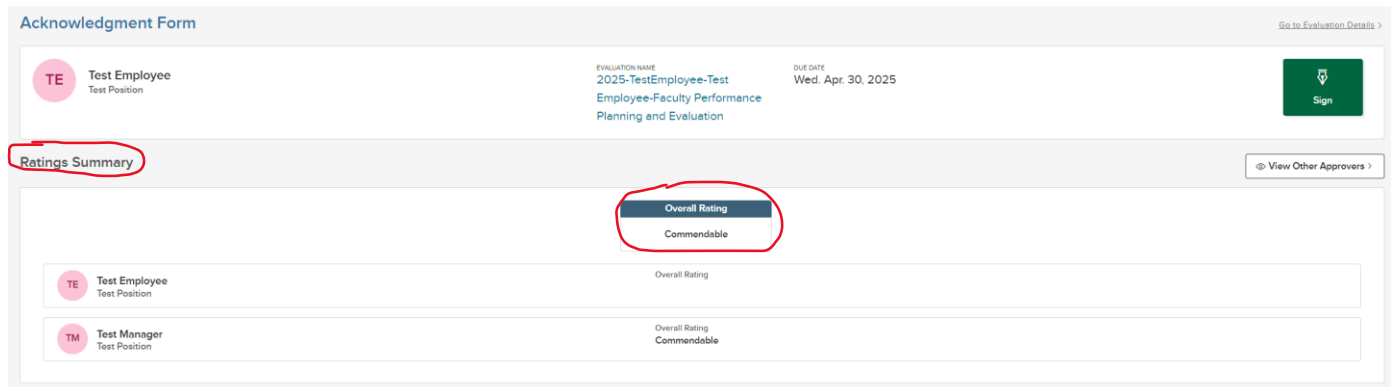 Acknowledgment Form
Go to Evaluation Details >
TE
Test Employee
Test Position
EVALUATION NAME
2025-TestEmployee-Test
Employee-Faculty Performance
Planning and Evaluation
DUE DATE
Wed. Apr. 30, 2025
Sign
Ratings Summary
View Other Approvers >
Overall Rating
Commendable
TE
Test Employee
Test Position
Overall Rating
TM
Test Manager
Test Position
Overall Rating
Commendable